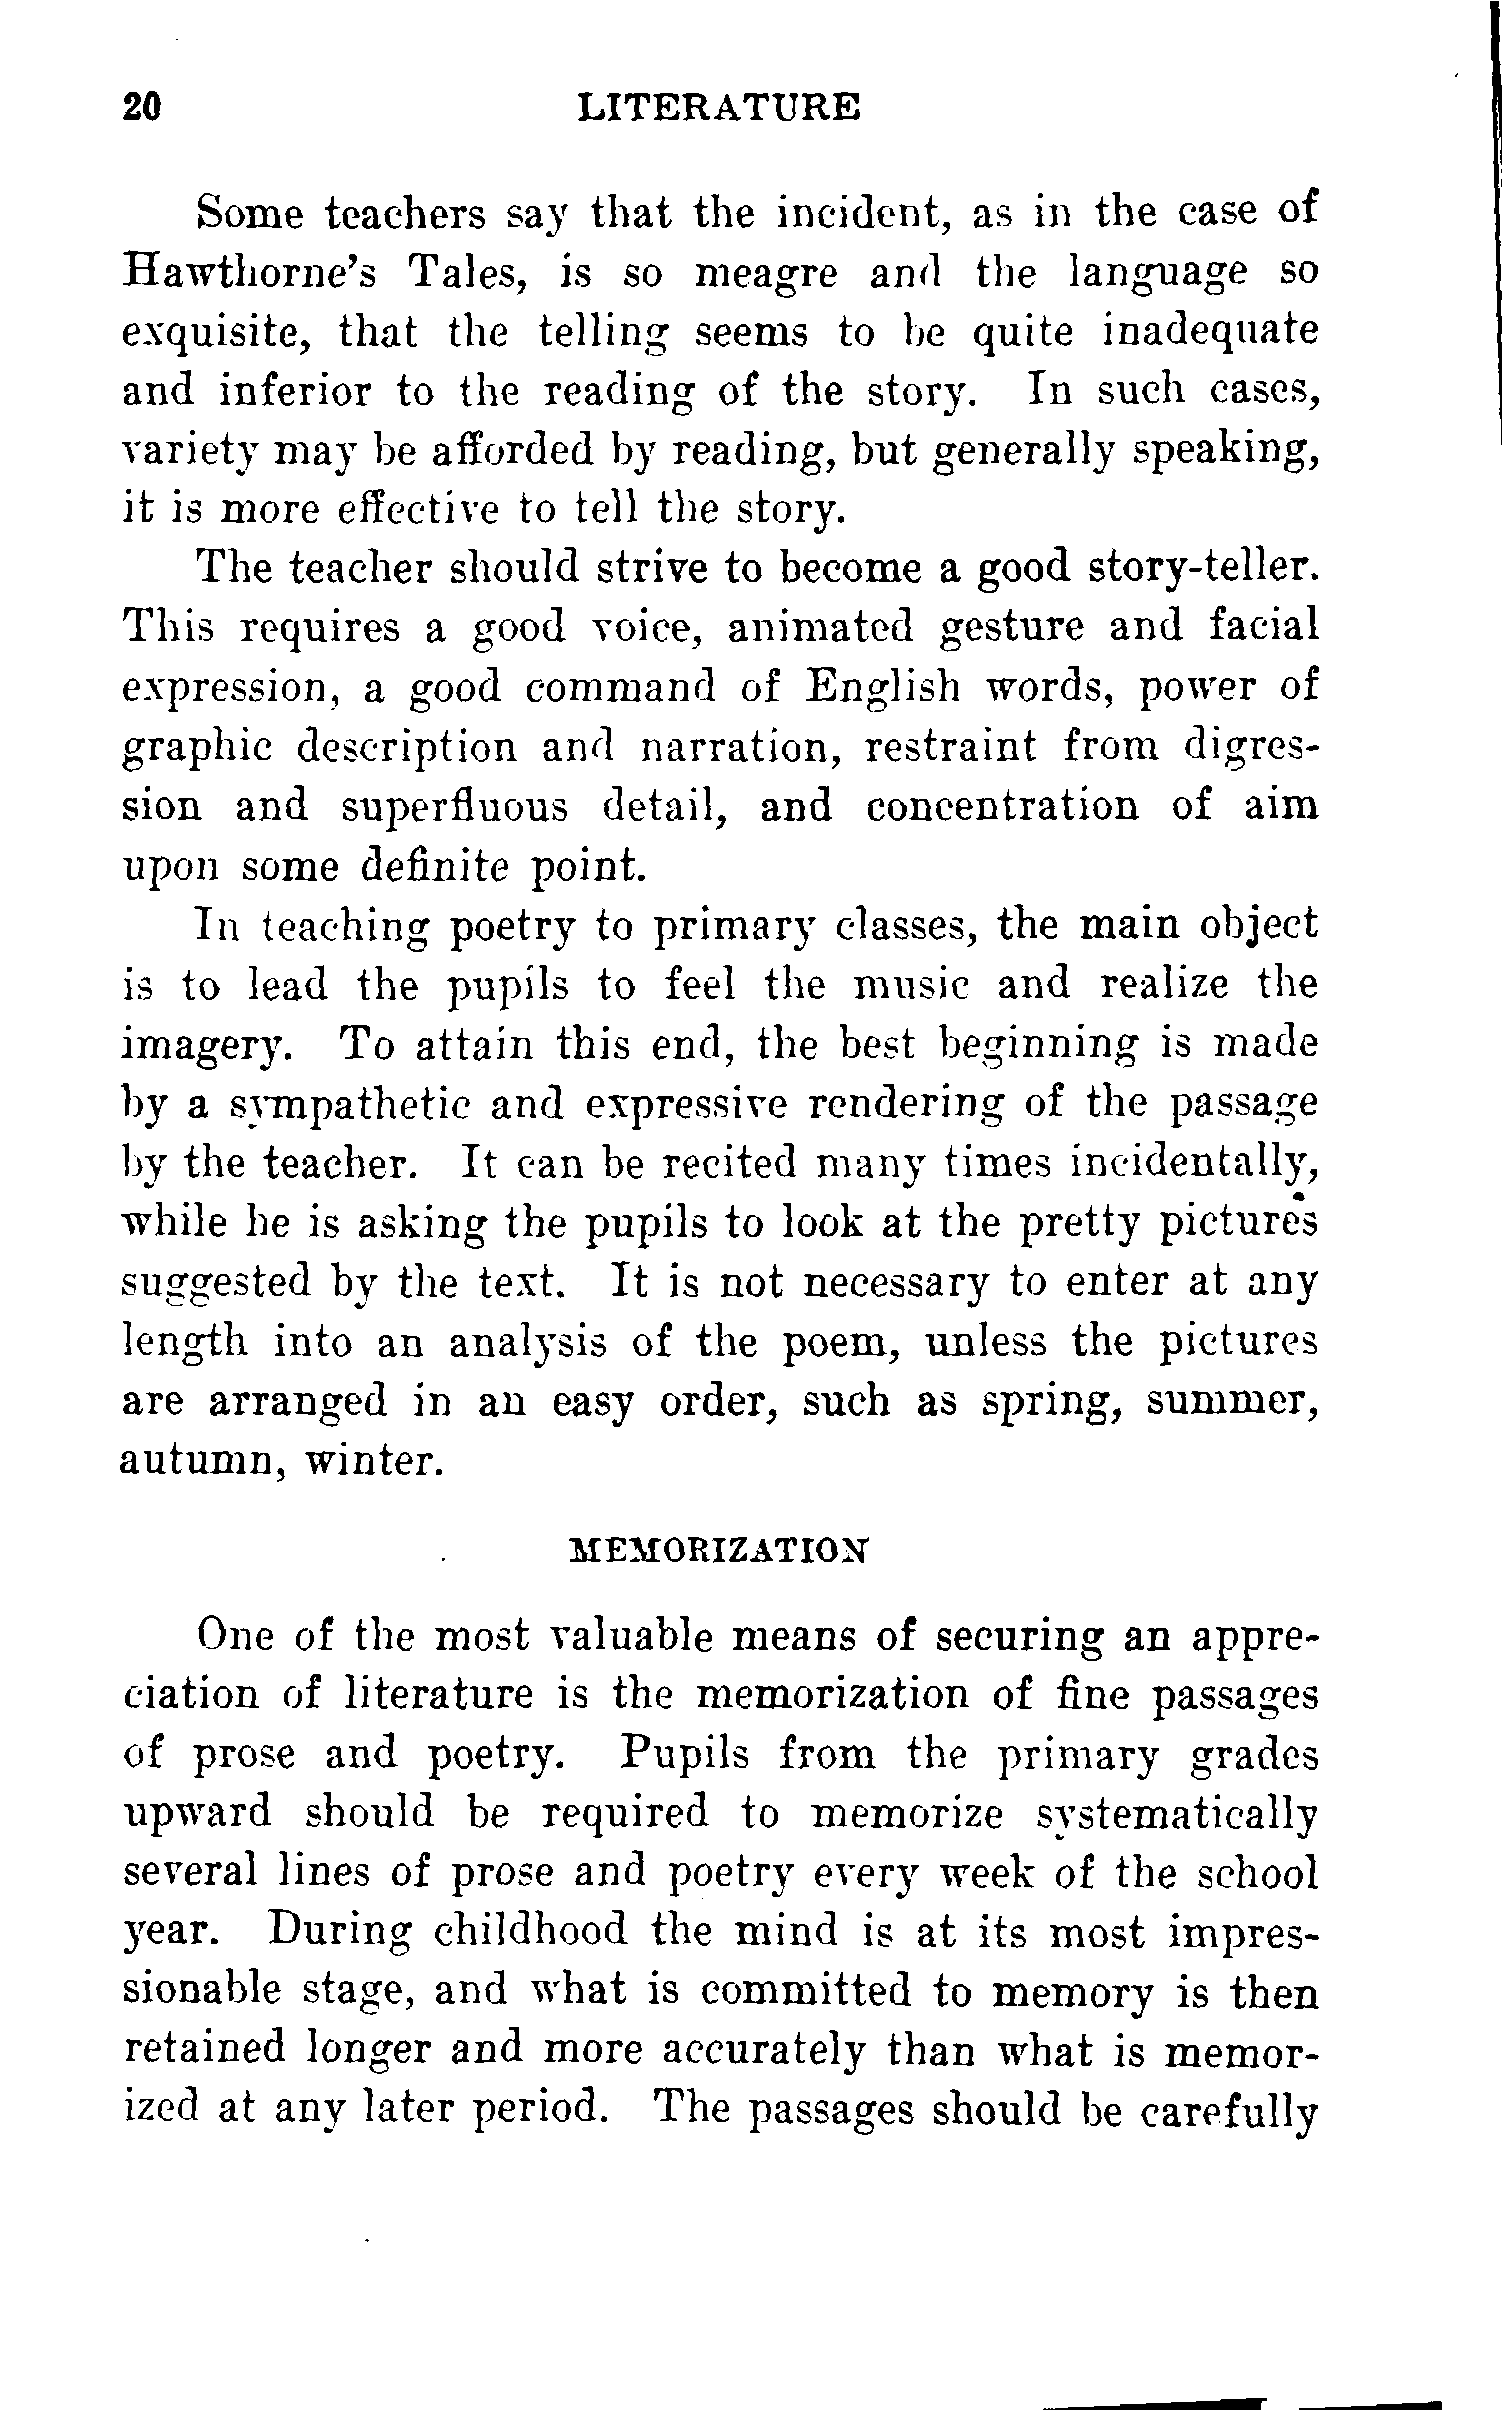 20 LITERATURE
Some teachers say that the incident, as in the case of
Hawthorne's Tales, is so meagre and the language so
exquisite, that the telling seems to be quite inadequate
and inferior to the reading of the story. In such cases,
variety may be afforded by reading, but generally speaking,
it is more effective to tell the story.
The teacher should strive to become a good story-teller.
This requires a good voice, animated gesture and facial
expression, a good command of English words, power of
graphic description and narration, restraint from digres-
sion and superfluous detail, and concentration of aim
upon some definite point.
In teaching poetry to primary classes, the main object
is to lead the pupils to feel the music and realize the
imagery. To attain this end, the best beginning is made
by a sympathetic and expressive rendering of the passage
by the teacher. It can be recited many times incidentally,
while he is asking the pupils to look at the pretty pictures
suggested by the text. It is not necessary to enter at any
length into an analysis of the poem, unless the pictures
are arranged in an easy order, such as spring, summer,
autumn, winter.
MEMORIZATION
One of the most valuable means of securing an appre-
ciation of literature is the memorization of fine passages
of prose and poetry. Pupils from the primary grades
upward should be required to memorize systematically
several lines of prose and poetry every week of the school
year. During childhood the mind is at its most impres-
sionable stage, and what is committed to memory is then
retained longer and more accurately than what is memor-
ized at any later period. The passages should be carefully